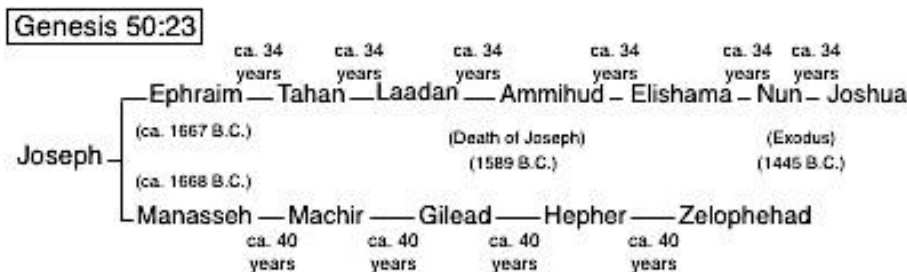 Genesis 50:23
ca. 34 years ca. 34 years ca. 34 years ca. 34 years ca. 34 years ca. 34 years
Ephraim Tahan Laadan Ammihud Elishama Nun Joshua
(ca. 1667 B.C.) (Death of Joseph) (1589 B.C.) (Exodus) (1445 B.C.)
Joseph
(ca. 1668 B.C.)
Manasseh Machir Gilead Hepher Zelophehad
ca. 40 years ca. 40 years ca. 40 years ca. 40 years